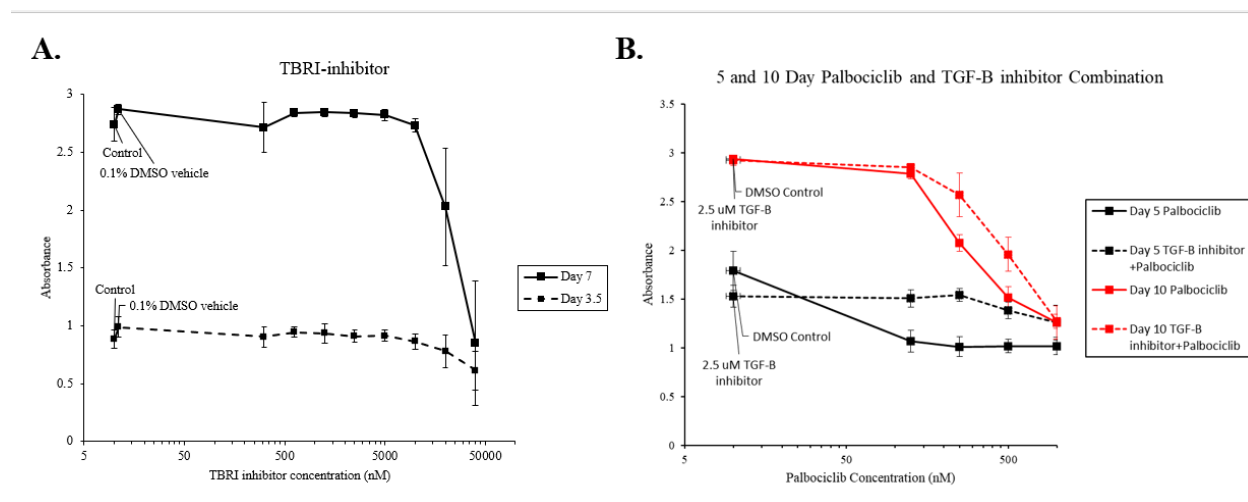 A.
TBRI-inhibitor
3
2.5
2
1.5
1
0.5
0
Absorbance
Control
0.1% DMSO vehicle
Control
0.1% DMSO vehicle
5
50
500
5000
50000
TBRI inhibitor concentration (nM)
Day 7
Day 3.5
B.
5 and 10 Day Palbociclib and TGF-B inhibitor Combination
3.5
3
2.5
2
1.5
1
0.5
0
Absorbance
DMSO Control
2.5 uM TGF-B
inhibitor
DMSO Control
2.5 uM TGF-B
inhibitor
5
50
500
Palbociclib Concentration (nM)
Day 5 Palbociclib
Day 5 TGF-B inhibitor
+Palbociclib
Day 10 Palbociclib
Day 10 TGF-B
inhibitor+Palbociclib